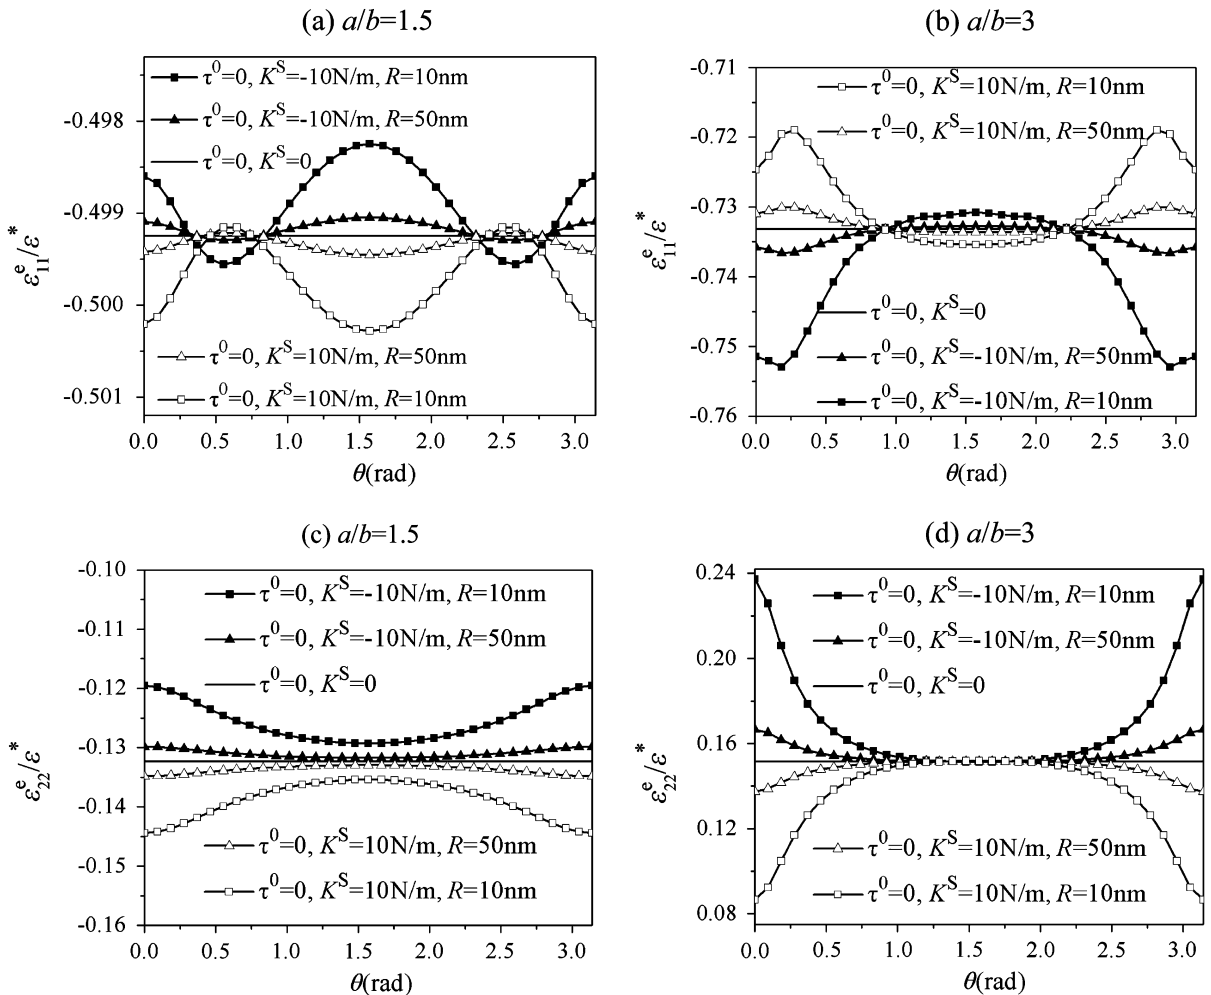 (a) a/b=1.5
τ⁰=0, Kˢ=-10N/m, R=10nm
τ⁰=0, Kˢ=-10N/m, R=50nm
τ⁰=0, Kˢ=0
-0.498
-0.499
-0.500
-0.501
ε₁₁ᵉ/ε*
τ⁰=0, Kˢ=10N/m, R=50nm
τ⁰=0, Kˢ=10N/m, R=10nm
0.0 0.5 1.0 1.5 2.0 2.5 3.0
θ(rad)
(b) a/b=3
-0.71
-0.72
-0.73
-0.74
-0.75
-0.76
ε₁₁ᵉ/ε*
τ⁰=0, Kˢ=10N/m, R=10nm
τ⁰=0, Kˢ=10N/m, R=50nm
τ⁰=0, Kˢ=0
τ⁰=0, Kˢ=-10N/m, R=50nm
τ⁰=0, Kˢ=-10N/m, R=10nm
0.0 0.5 1.0 1.5 2.0 2.5 3.0
θ(rad)
(c) a/b=1.5
-0.10
-0.11
-0.12
-0.13
-0.14
-0.15
-0.16
ε₂₂ᵉ/ε*
τ⁰=0, Kˢ=-10N/m, R=10nm
τ⁰=0, Kˢ=-10N/m, R=50nm
τ⁰=0, Kˢ=0
τ⁰=0, Kˢ=10N/m, R=50nm
τ⁰=0, Kˢ=10N/m, R=10nm
0.0 0.5 1.0 1.5 2.0 2.5 3.0
θ(rad)
(d) a/b=3
0.24
0.20
0.16
0.12
0.08
ε₂₂ᵉ/ε*
τ⁰=0, Kˢ=-10N/m, R=10nm
τ⁰=0, Kˢ=-10N/m, R=50nm
τ⁰=0, Kˢ=0
τ⁰=0, Kˢ=10N/m, R=50nm
τ⁰=0, Kˢ=10N/m, R=10nm
0.0 0.5 1.0 1.5 2.0 2.5 3.0
θ(rad)